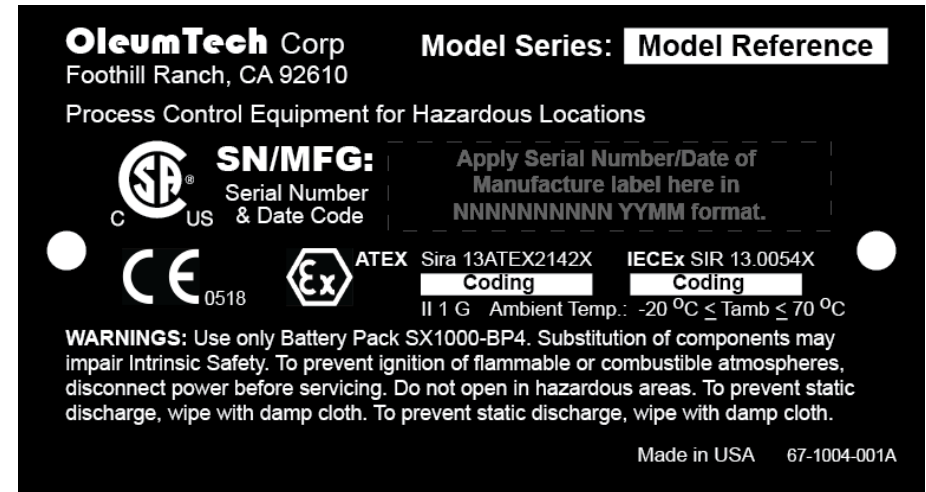 OleumTech Corp
Model Series: Model Reference
Foothill Ranch, CA 92610
Process Control Equipment for Hazardous Locations
SA ® C US
SN/MFG:
Serial Number
& Date Code
Apply Serial Number/Date of
Manufacture label here in
NNNNNNNNNN YYMM format.
CE 0518
Ex
ATEX Sira 13ATEX2142X IECEx SIR 13.0054X
Coding Coding
II 1 G Ambient Temp.: -20 ºC ≤ Tamb ≤ 70 ºC
WARNINGS: Use only Battery Pack SX1000-BP4. Substitution of components may
impair Intrinsic Safety. To prevent ignition of flammable or combustible atmospheres,
disconnect power before servicing. Do not open in hazardous areas. To prevent static
discharge, wipe with damp cloth. To prevent static discharge, wipe with damp cloth.
Made in USA 67-1004-001A